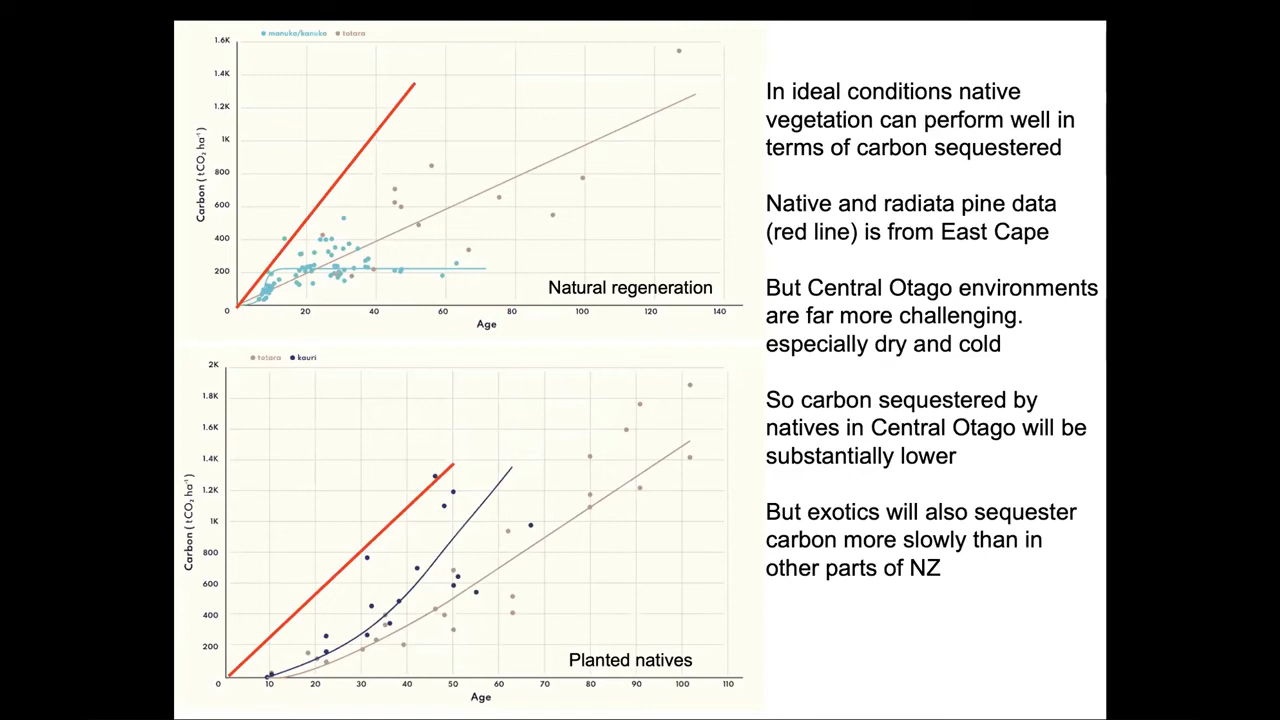 manuka/kanuka totara
1.6K
1.4K
1.2K
1K
800
600
400
200
0
20
40
60
80
100
120
140
Carbon ( tCO₂ ha⁻¹)
Age
Natural regeneration
totara kauri
2K
1.8K
1.6K
1.4K
1.2K
1K
800
600
400
200
0
10
20
30
40
50
60
70
80
90
100
110
Carbon ( tCO₂ ha⁻¹)
Age
Planted natives
In ideal conditions native
vegetation can perform well in
terms of carbon sequestered
Native and radiata pine data
(red line) is from East Cape
But Central Otago environments
are far more challenging.
especially dry and cold
So carbon sequestered by
natives in Central Otago will be
substantially lower
But exotics will also sequester
carbon more slowly than in
other parts of NZ